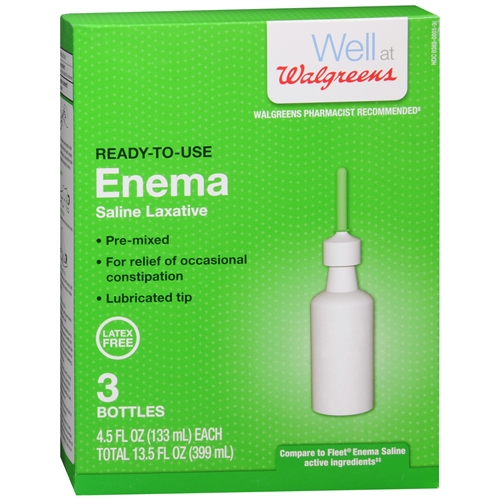 Well at
Walgreens
WALGREENS PHARMACIST RECOMMENDED‡
READY-TO-USE
Enema
Saline Laxative
• Pre-mixed
• For relief of occasional
constipation
• Lubricated tip
LATEX
FREE
3
BOTTLES
4.5 FL OZ (133 mL) EACH
TOTAL 13.5 FL OZ (399 mL)
Compare to Fleet® Enema Saline
active ingredients‡‡